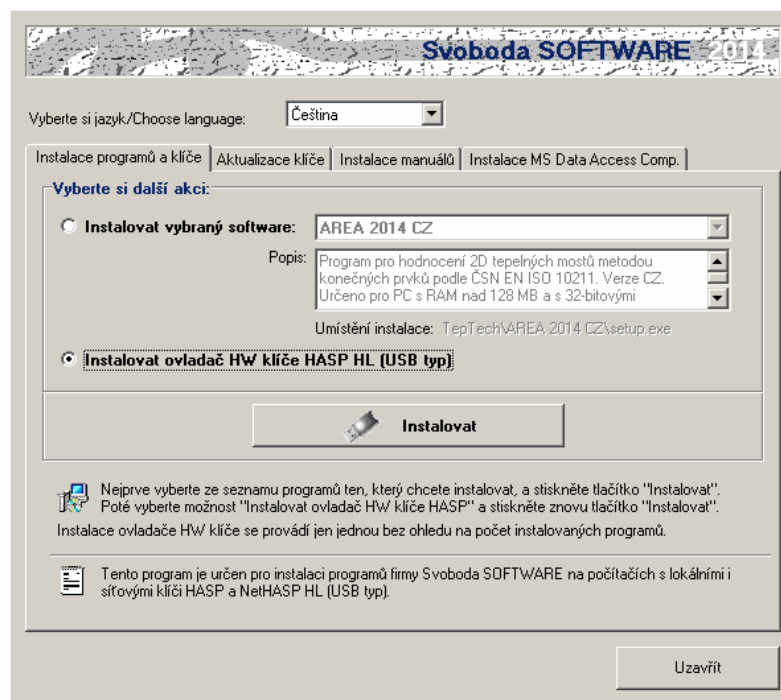 Svoboda SOFTWARE 2014
Vyberte si jazyk/Choose language: Čeština
Instalace programů a klíče Aktualizace klíče Instalace manuálů Instalace MS Data Access Comp.
Vyberte si další akci:
Instalovat vybraný software: AREA 2014 CZ
Popis: Program pro hodnocení 2D tepelných mostů metodou
konečných prvků podle ČSN EN ISO 10211. Verze CZ.
Určeno pro PC s RAM nad 128 MB a s 32-bitovými
Umístění instalace: TepTech\AREA 2014 CZ\setup.exe
Instalovat ovladač HW klíče HASP HL (USB typ)
Instalovat
Nejprve vyberte ze seznamu programů ten, který chcete instalovat, a stiskněte tlačítko "Instalovat".
Poté vyberte možnost "Instalovat ovladač HW klíče HASP" a stiskněte znovu tlačítko "Instalovat".
Instalace ovladače HW klíče se provádí jen jednou bez ohledu na počet instalovaných programů.
Tento program je určen pro instalaci programů firmy Svoboda SOFTWARE na počítačích s lokálními i
síťovými klíči HASP a NetHASP HL (USB typ).
Uzavřít